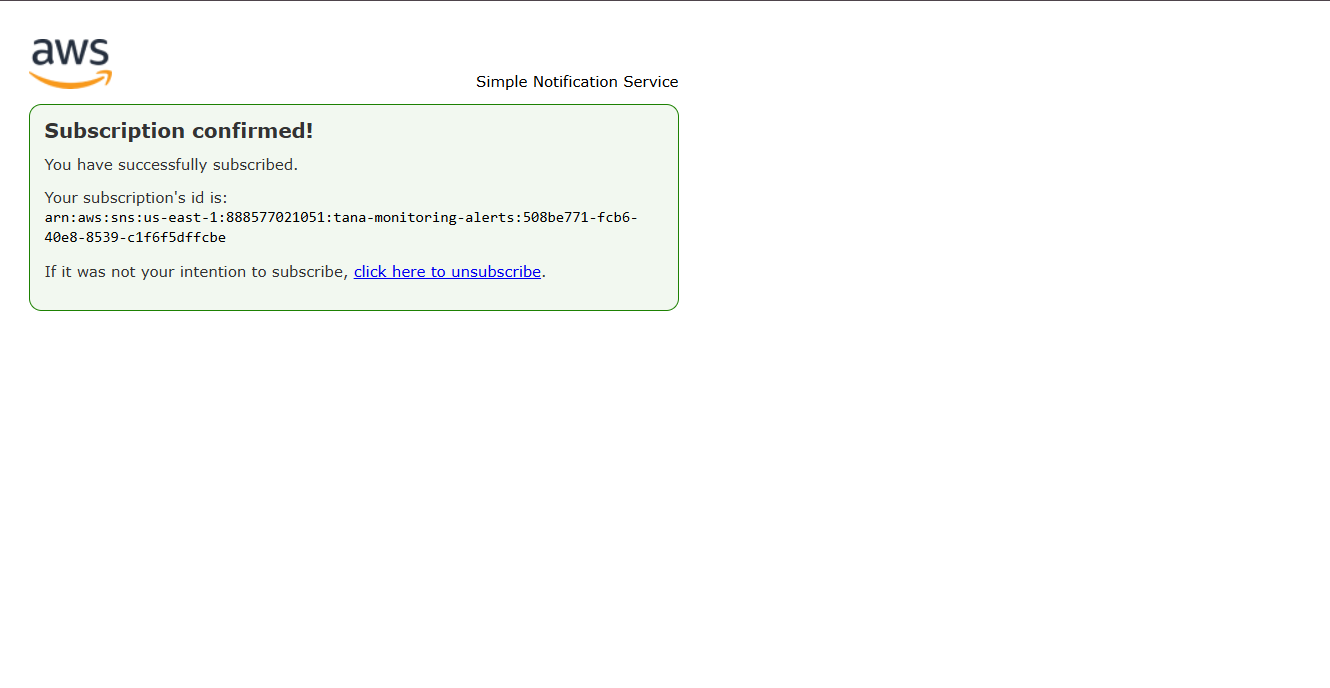 aws
Simple Notification Service
Subscription confirmed!
You have successfully subscribed.
Your subscription's id is:
arn:aws:sns:us-east-1:888577021051:tana-monitoring-alerts:508be771-fcb6-
40e8-8539-c1f6f5dffcbe
If it was not your intention to subscribe, click here to unsubscribe.